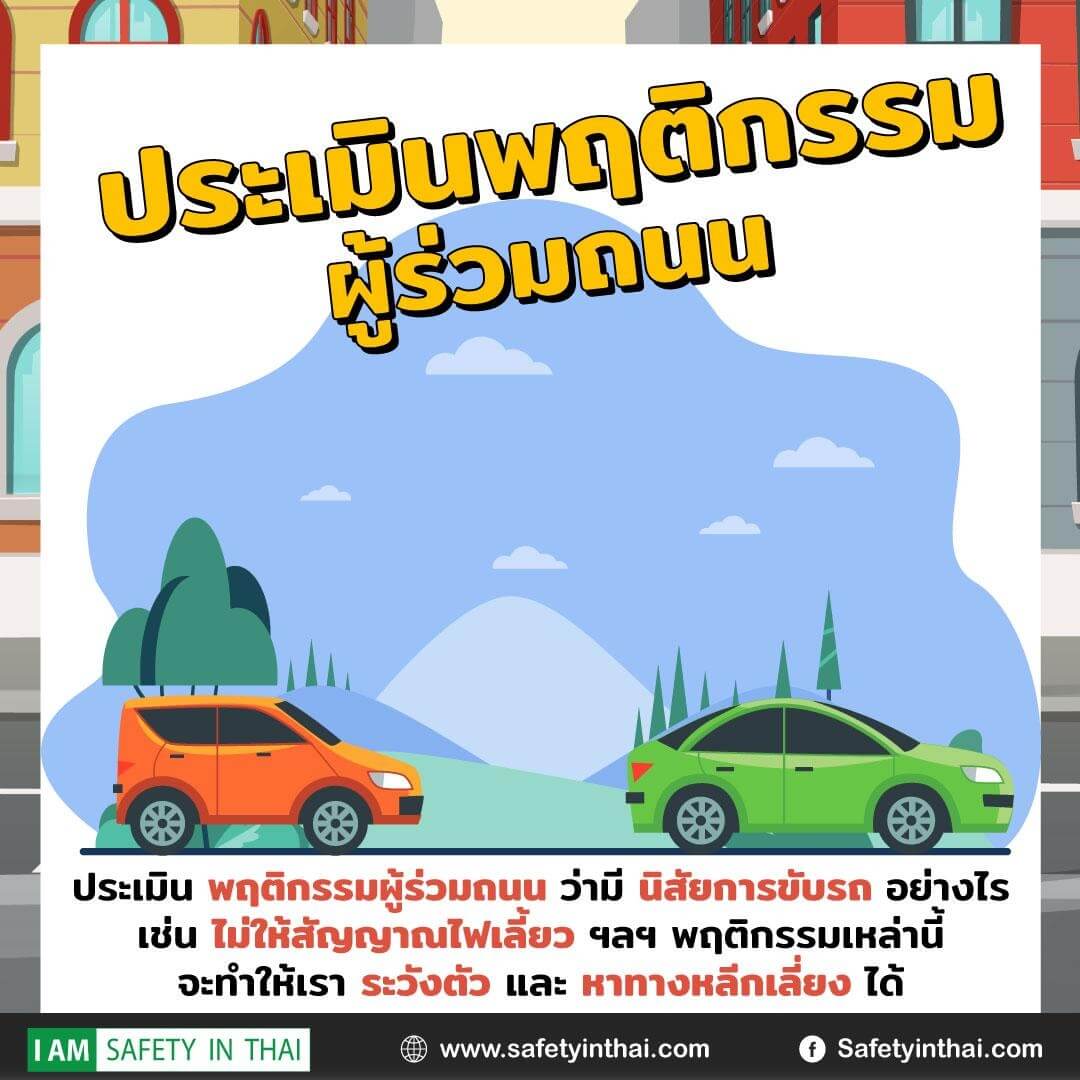 ประเมินพฤติกรรม
ผู้ร่วมถนน
ประเมิน พฤติกรรมผู้ร่วมถนน ว่ามี นิสัยการขับรถ อย่างไร
เช่น ไม่ให้สัญญาณไฟเลี้ยว ฯลฯ พฤติกรรมเหล่านี้
จะทำให้เรา ระวังตัว และ หาทางหลีกเลี่ยง ได้
I AM SAFETY IN THAI www.safetyinthai.com Safetyinthai.com